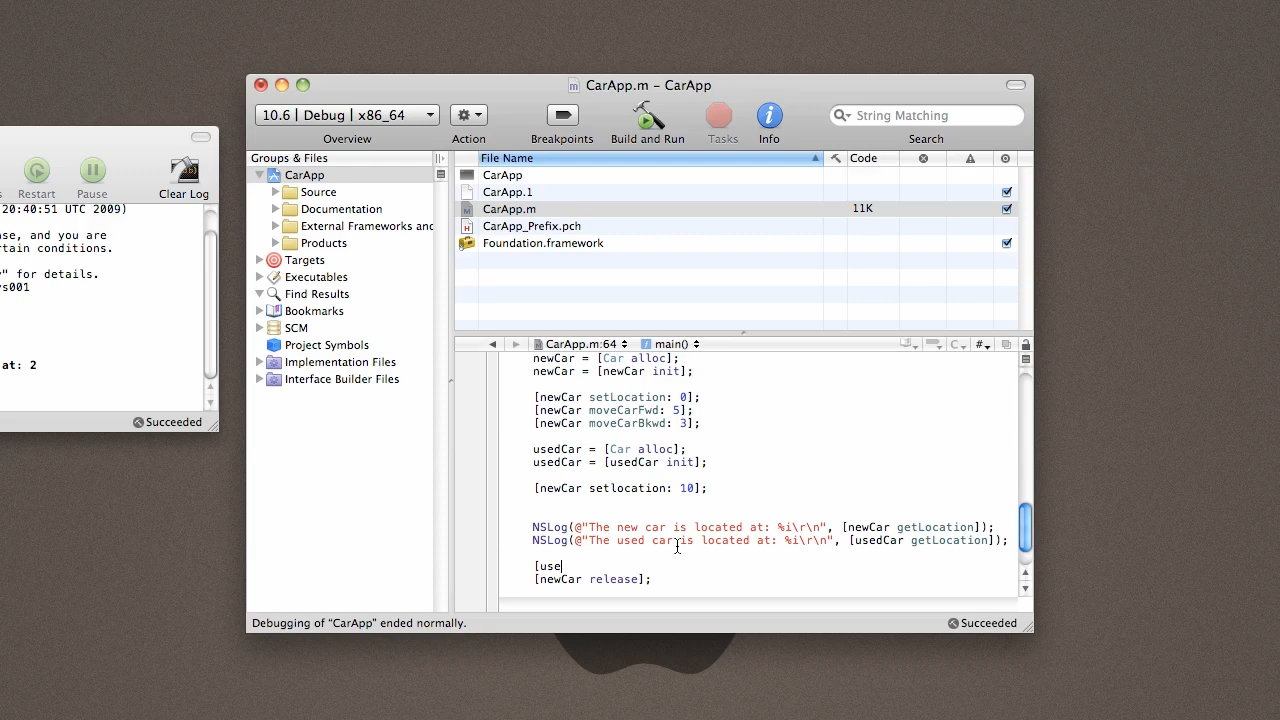 CarApp.m – CarApp
10.6 | Debug | x86_64
String Matching
Overview
Action
Breakpoints
Build and Run
Tasks
Info
Search
Restart
Pause
Clear Log
20:40:51 UTC 2009)
ase, and you are
rtain conditions.
y" for details.
ys001
at: 2
Succeeded
Groups & Files
CarApp
Source
Documentation
External Frameworks and
Products
Targets
Executables
Find Results
Bookmarks
SCM
Project Symbols
Implementation Files
Interface Builder Files
File Name
Code
CarApp
CarApp.1
CarApp.m
11K
CarApp_Prefix.pch
Foundation.framework
CarApp.m:64
main()
newCar = [Car alloc];
newCar = [newCar init];
[newCar setLocation: 0];
[newCar moveCarFwd: 5];
[newCar moveCarBkwd: 3];
usedCar = [Car alloc];
usedCar = [usedCar init];
[newCar setlocation: 10];
NSLog(@"The new car is located at: %i\r\n", [newCar getLocation]);
NSLog(@"The used car is located at: %i\r\n", [usedCar getLocation]);
[use
[newCar release];
Debugging of “CarApp” ended normally.
Succeeded